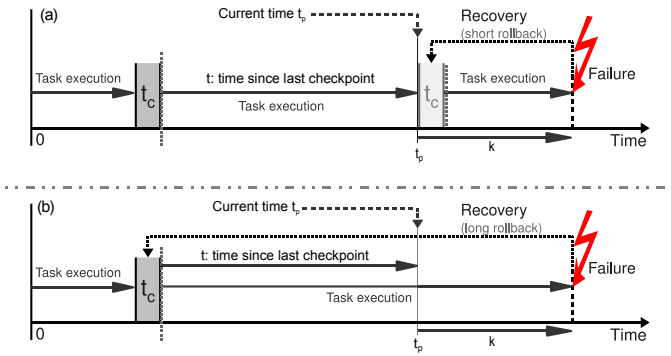 (a)
Current time tp
Recovery
(short rollback)
Task execution
t: time since last checkpoint
Task execution
Task execution
Failure
tc
tc
0
tp
k
Time
(b)
Current time tp
Recovery
(long rollback)
t: time since last checkpoint
Task execution
Failure
tc
Task execution
0
tp
k
Time